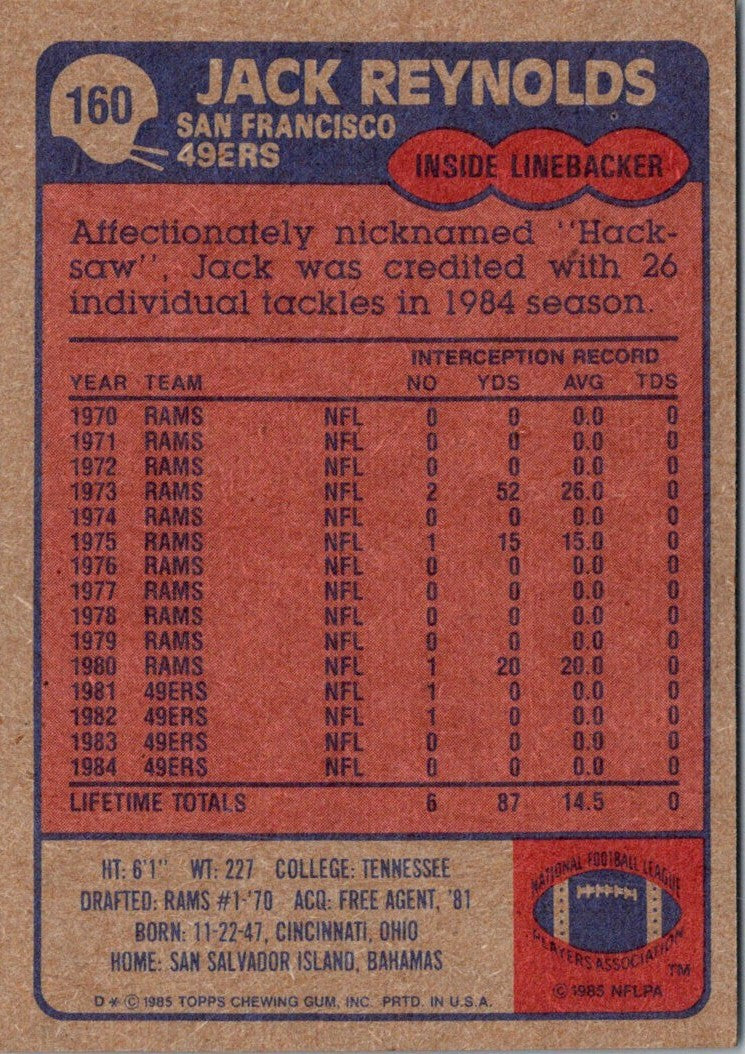 160
JACK REYNOLDS
SAN FRANCISCO
49ERS
INSIDE LINEBACKER
Affectionately nicknamed "Hack-
saw", Jack was credited with 26
individual tackles in 1984 season.
INTERCEPTION RECORD
YEAR TEAM NO YDS AVG TDS
1970 RAMS NFL 0 0 0.0 0
1971 RAMS NFL 0 0 0.0 0
1972 RAMS NFL 0 0 0.0 0
1973 RAMS NFL 2 52 26.0 0
1974 RAMS NFL 0 0 0.0 0
1975 RAMS NFL 1 15 15.0 0
1976 RAMS NFL 0 0 0.0 0
1977 RAMS NFL 0 0 0.0 0
1978 RAMS NFL 0 0 0.0 0
1979 RAMS NFL 0 0 0.0 0
1980 RAMS NFL 1 20 20.0 0
1981 49ERS NFL 1 0 0.0 0
1982 49ERS NFL 1 0 0.0 0
1983 49ERS NFL 0 0 0.0 0
1984 49ERS NFL 0 0 0.0 0
LIFETIME TOTALS 6 87 14.5 0
HT: 6'1" WT: 227 COLLEGE: TENNESSEE
DRAFTED: RAMS #1-'70 ACQ: FREE AGENT, '81
BORN: 11-22-47, CINCINNATI, OHIO
HOME: SAN SALVADOR ISLAND, BAHAMAS
D* © 1985 TOPPS CHEWING GUM, INC. PRTD. IN U.S.A.
NATIONAL FOOTBALL LEAGUE
PLAYERS ASSOCIATION
TM
© 1985 NFLPA